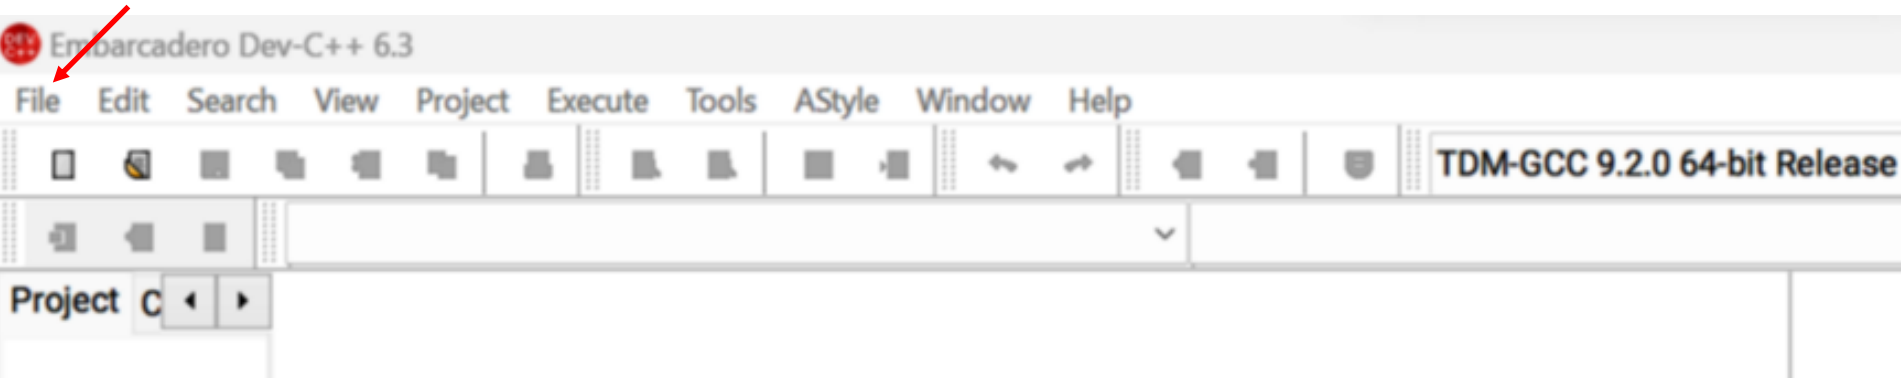 DEV C++ Embarcadero Dev-C++ 6.3
File Edit Search View Project Execute Tools AStyle Window Help
TDM-GCC 9.2.0 64-bit Release
Project C